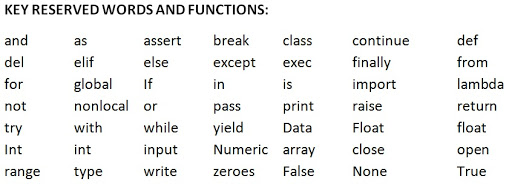 KEY RESERVED WORDS AND FUNCTIONS:
and as assert break class continue def
del elif else except exec finally from
for global If in is import lambda
not nonlocal or pass print raise return
try with while yield Data Float float
Int int input Numeric array close open
range type write zeroes False None True